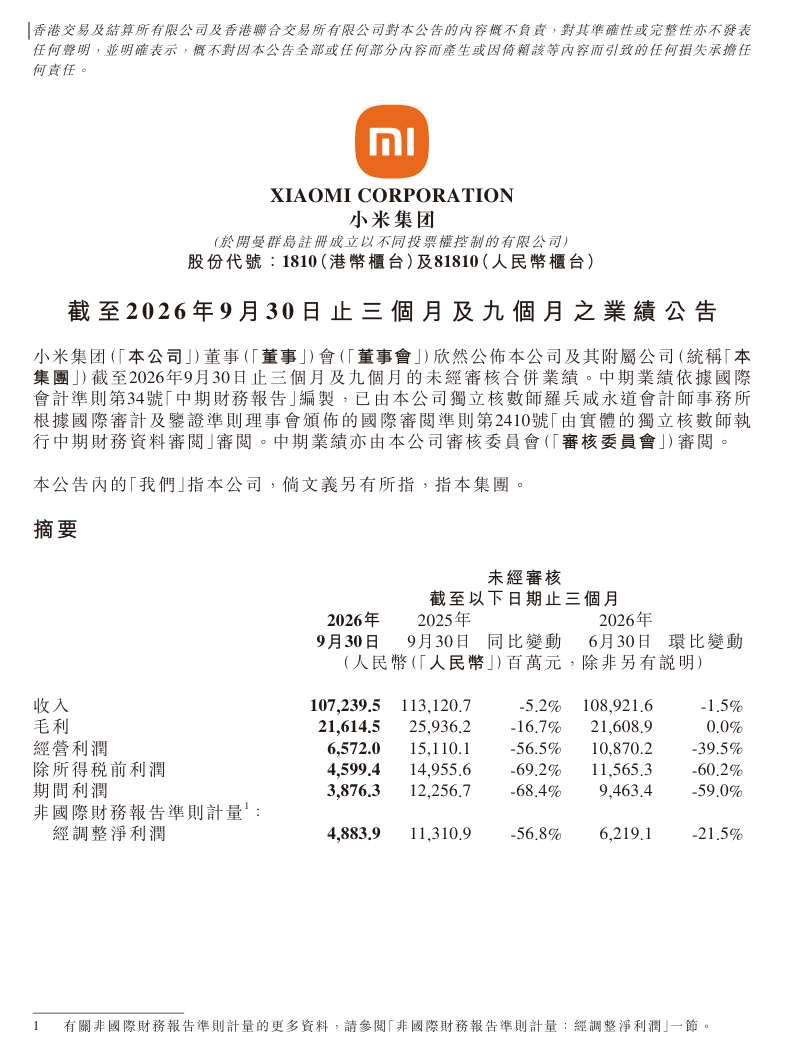 香港交易及結算所有限公司及香港聯合交易所有限公司對本公告的內容概不負責，對其準確性或完整性亦不發表
任何聲明，並明確表示，概不對因本公告全部或任何部分內容而產生或因倚賴該等內容而引致的任何損失承擔任
何責任。
mi
XIAOMI CORPORATION
小米集团
(於開曼群島註冊成立以不同投票權控制的有限公司)
股份代號：1810(港幣櫃台)及81810(人民幣櫃台)
截至2026年9月30日止三個月及九個月之業績公告
小米集团(「本公司」)董事(「董事」)會(「董事會」)欣然公佈本公司及其附屬公司(統稱「本
集團」)截至2026年9月30日止三個月及九個月的未經審核合併業績。中期業績依據國際
會計準則第34號「中期財務報告」編製，已由本公司獨立核數師羅兵咸永道會計師事務所
根據國際審計及鑒證準則理事會頒佈的國際審閱準則第2410號「由實體的獨立核數師執
行中期財務資料審閱」審閱。中期業績亦由本公司審核委員會(「審核委員會」)審閱。
本公告內的「我們」指本公司，倘文義另有所指，指本集團。
摘要
未經審核
截至以下日期止三個月
2026年 2025年 2026年
9月30日 9月30日 同比變動 6月30日 環比變動
(人民幣(「人民幣」)百萬元，除非另有說明)
收入 107,239.5 113,120.7 -5.2% 108,921.6 -1.5%
毛利 21,614.5 25,936.2 -16.7% 21,608.9 0.0%
經營利潤 6,572.0 15,110.1 -56.5% 10,870.2 -39.5%
除所得稅前利潤 4,599.4 14,955.6 -69.2% 11,565.3 -60.2%
期間利潤 3,876.3 12,256.7 -68.4% 9,463.4 -59.0%
非國際財務報告準則計量1：
經調整淨利潤 4,883.9 11,310.9 -56.8% 6,219.1 -21.5%
1 有關非國際財務報告準則計量的更多資料，請參閱「非國際財務報告準則計量：經調整淨利潤」一節。